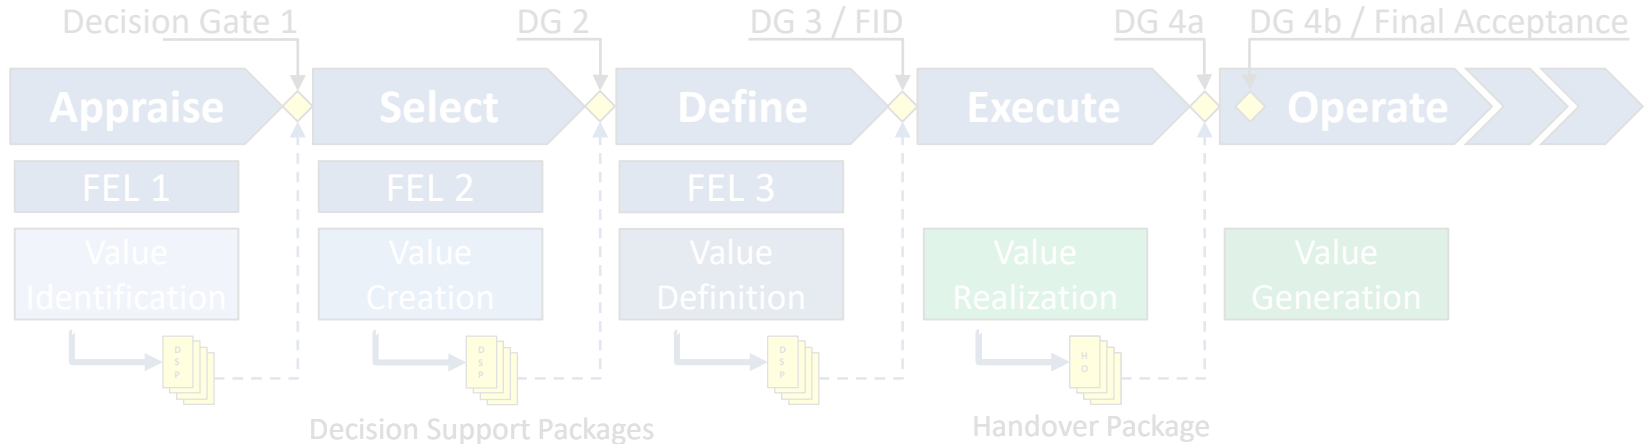 Decision Gate 1
DG 2
DG 3 / FID
DG 4a
DG 4b / Final Acceptance
Appraise
Select
Define
Execute
Operate
FEL 1
FEL 2
FEL 3
Value
Identification
Value
Creation
Value
Definition
Value
Realization
Value
Generation
D
S
P
D
S
P
D
S
P
H
O
Decision Support Packages
Handover Package